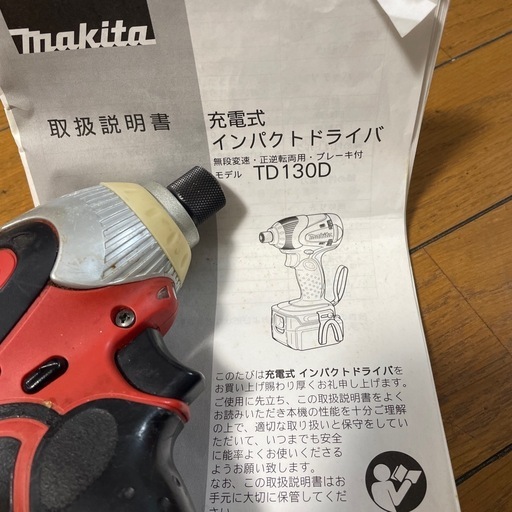 makita
取扱説明書
充電式
インパクトドライバ
無段変速・正逆転両用・ブレーキ付
モデル TD130D
makita
このたびは充電式 インパクトドライバを
お買い上げ賜わり厚くお礼申し上げます。
ご使用に先立ち、この取扱説明書をよく
お読みいただき本機の性能を十分ご理解
の上で、適切な取り扱いと保守をしてい
ただいて、いつまでも安全
に能率よくお使いくださる
ようお願い致します。
なお、この取扱説明書はお
手元に大切に保管してくだ